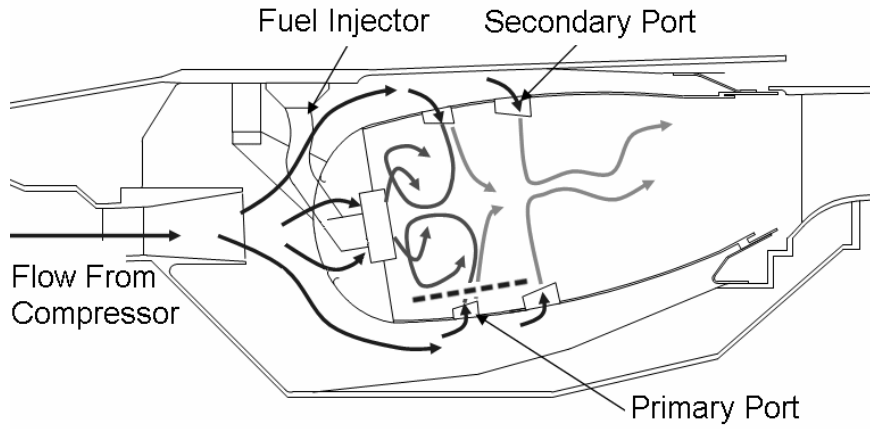 Fuel Injector
Secondary Port
Flow From
Compressor
Primary Port